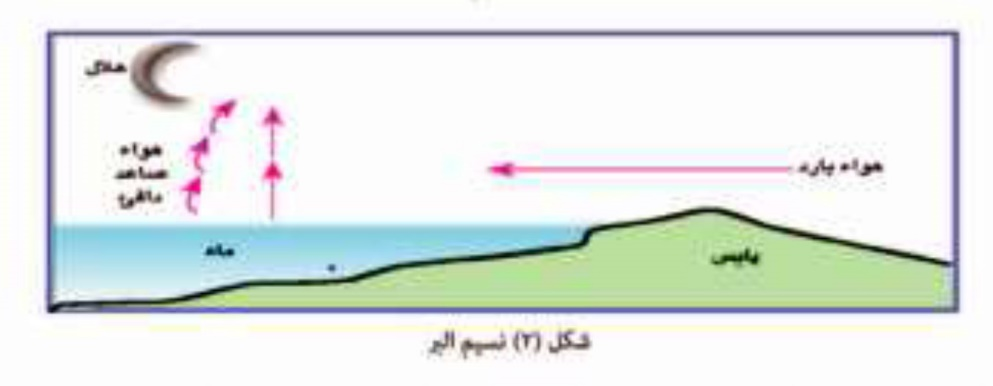 هلال
هواء
صاعد
دافئ
هواء بارد
ماء
يابس
شكل (٢) نسيم البر